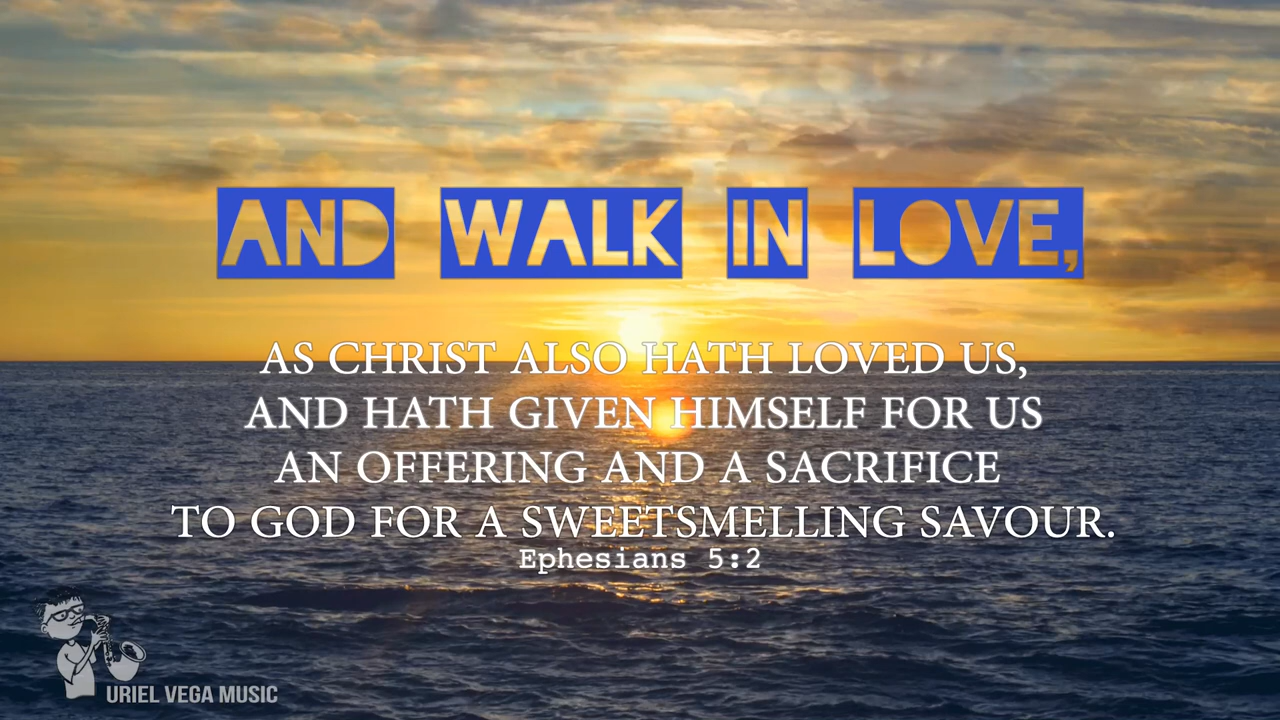 AND WALK IN LOVE,
AS CHRIST ALSO HATH LOVED US,
AND HATH GIVEN HIMSELF FOR US
AN OFFERING AND A SACRIFICE
TO GOD FOR A SWEETSMELLING SAVOUR.
Ephesians 5:2
URIEL VEGA MUSIC